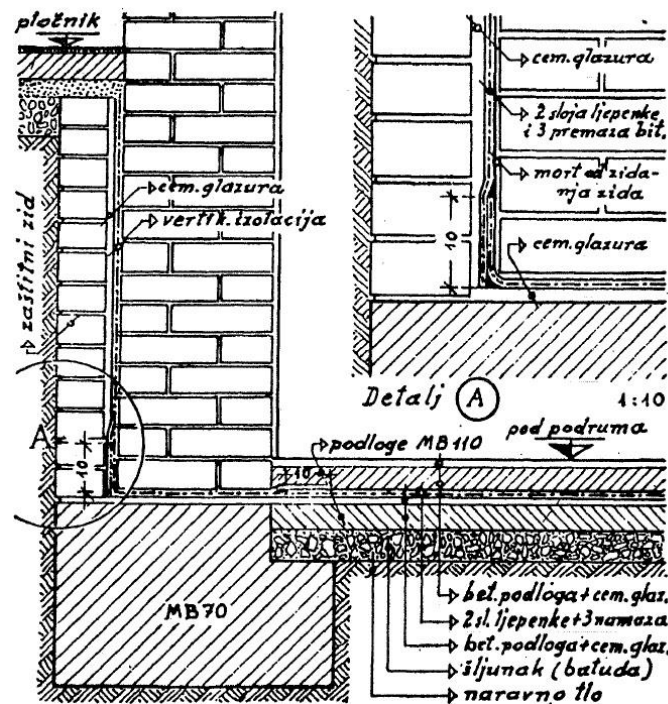 pločnik
cem. glazura
vertik. izolacija
zaštitni zid
A
10
MB70
cem. glazura
2 sloja ljepenke
i 3 premaza bit.
mort od zida-
nja zida
10
cem. glazura
Detalj A 1:10
podloge MB110
pod podruma
10
bet. podloga + cem. glaz.
2 sl. ljepenke + 3 namaza
bet. podloga + cem. glaz.
šljunak (batuda)
naravno tlo